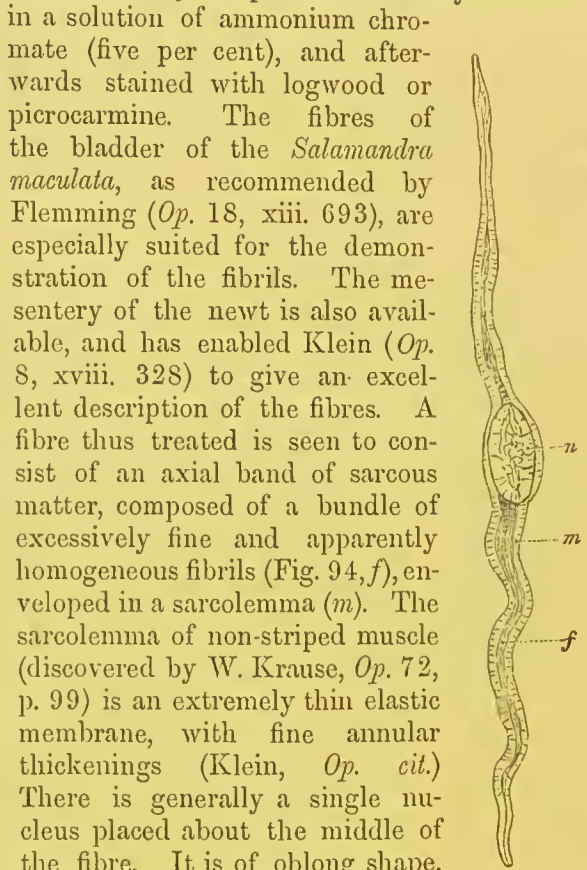 in a solution of ammonium chro-
mate (five per cent), and after-
wards stained with logwood or
picrocarmine. The fibres of
the bladder of the Salamandra
maculata, as recommended by
Flemming (Op. 18, xiii. 693), are
especially suited for the demon-
stration of the fibrils. The me-
sentery of the newt is also avail-
able, and has enabled Klein (Op.
8, xviii. 328) to give an excel-
lent description of the fibres. A
fibre thus treated is seen to con-
sist of an axial band of sarcous
matter, composed of a bundle of
excessively fine and apparently
homogeneous fibrils (Fig. 94, f), en-
veloped in a sarcolemma (m). The
sarcolemma of non-striped muscle
(discovered by W. Krause, Op. 72,
p. 99) is an extremely thin elastic
membrane, with fine annular
thickenings (Klein, Op. cit.)
There is generally a single nu-
cleus placed about the middle of
the fibre. It is of oblong shape,
n
m
f